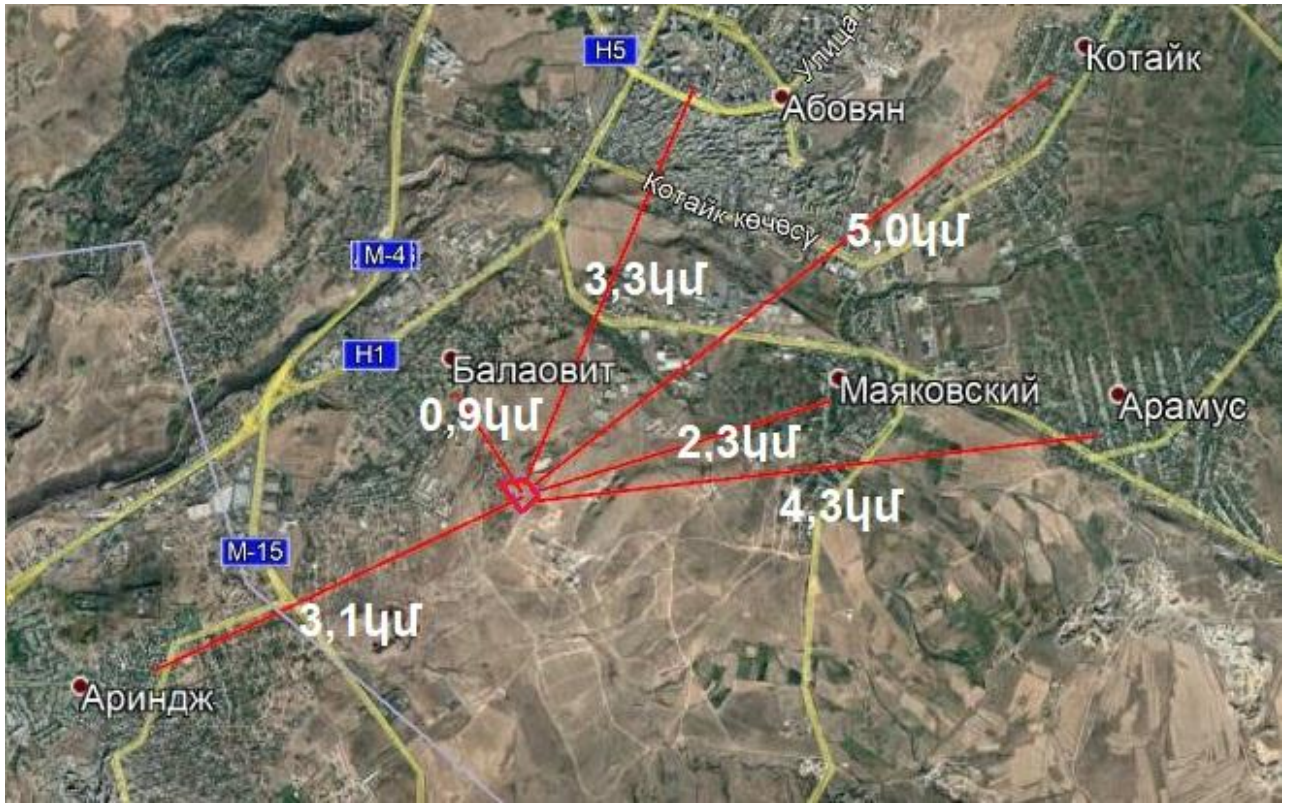 H5
Улица
Котайк
Абовян
Котайк көчөсү
5,0կմ
М-4
3,3կմ
H1
Балаовит
Маяковский
0,9կմ
Арамус
2,3կմ
4,3կմ
М-15
3,1կմ
Ариндж